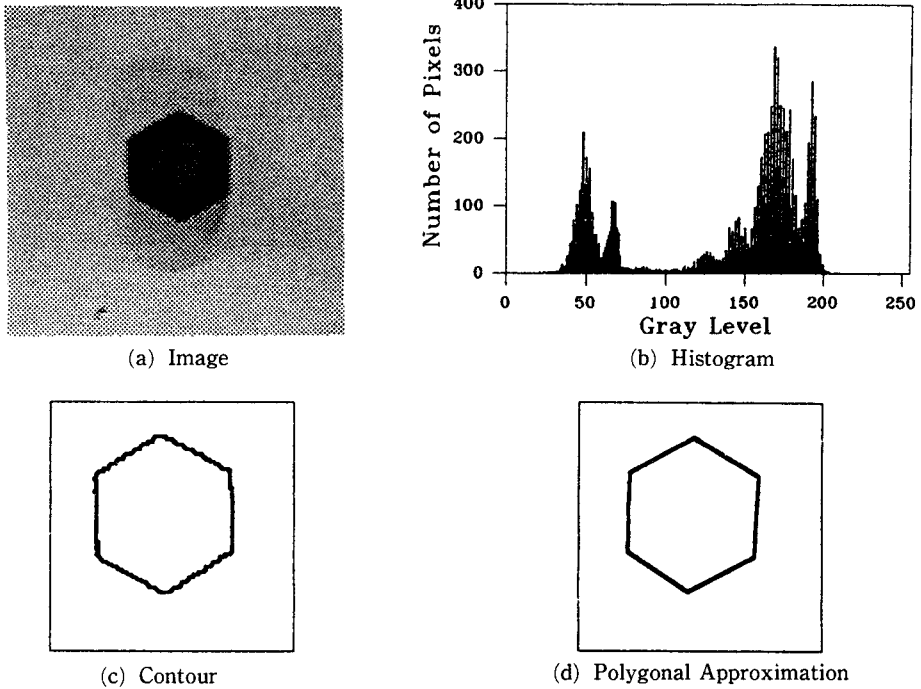 400
300
200
100
0
Number of Pixels
0 50 100 150 200 250
Gray Level
(a) Image
(b) Histogram
(c) Contour
(d) Polygonal Approximation